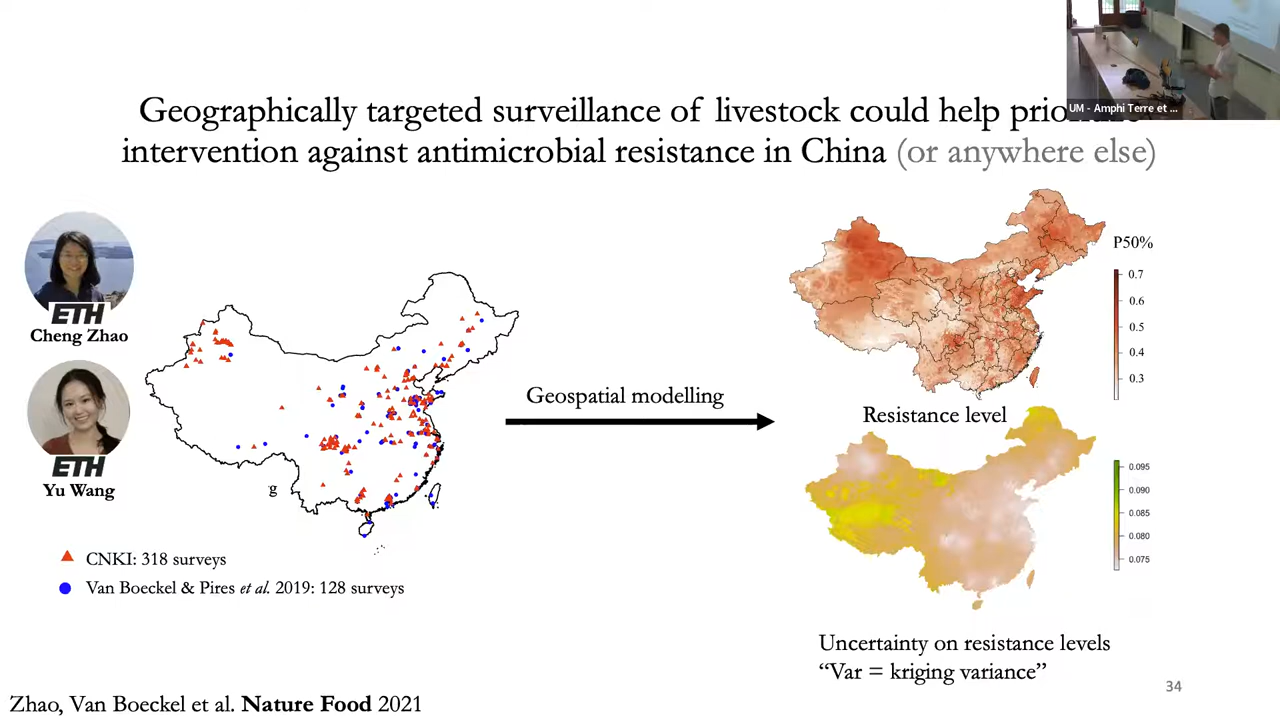 UM - Amphi Terre et ...
Geographically targeted surveillance of livestock could help
intervention against antimicrobial resistance in China (or anywhere else)
P50%
0.7
0.6
0.5
0.4
0.3
ETH
Cheng Zhao
Geospatial modelling
Resistance level
ETH
Yu Wang
g
0.095
0.090
0.085
0.080
0.075
CNKI: 318 surveys
Van Boeckel & Pires et al. 2019: 128 surveys
Uncertainty on resistance levels
“Var = kriging variance”
34
Zhao, Van Boeckel et al. Nature Food 2021